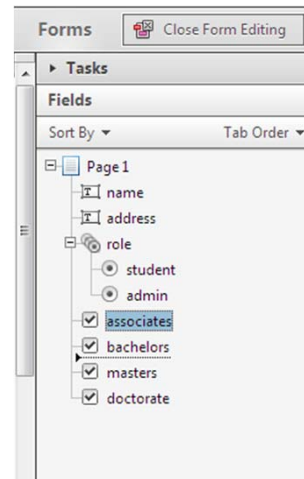 Forms Close Form Editing
Tasks
Fields
Sort By Tab Order
Page 1
name
address
role
student
admin
associates
bachelors
masters
doctorate